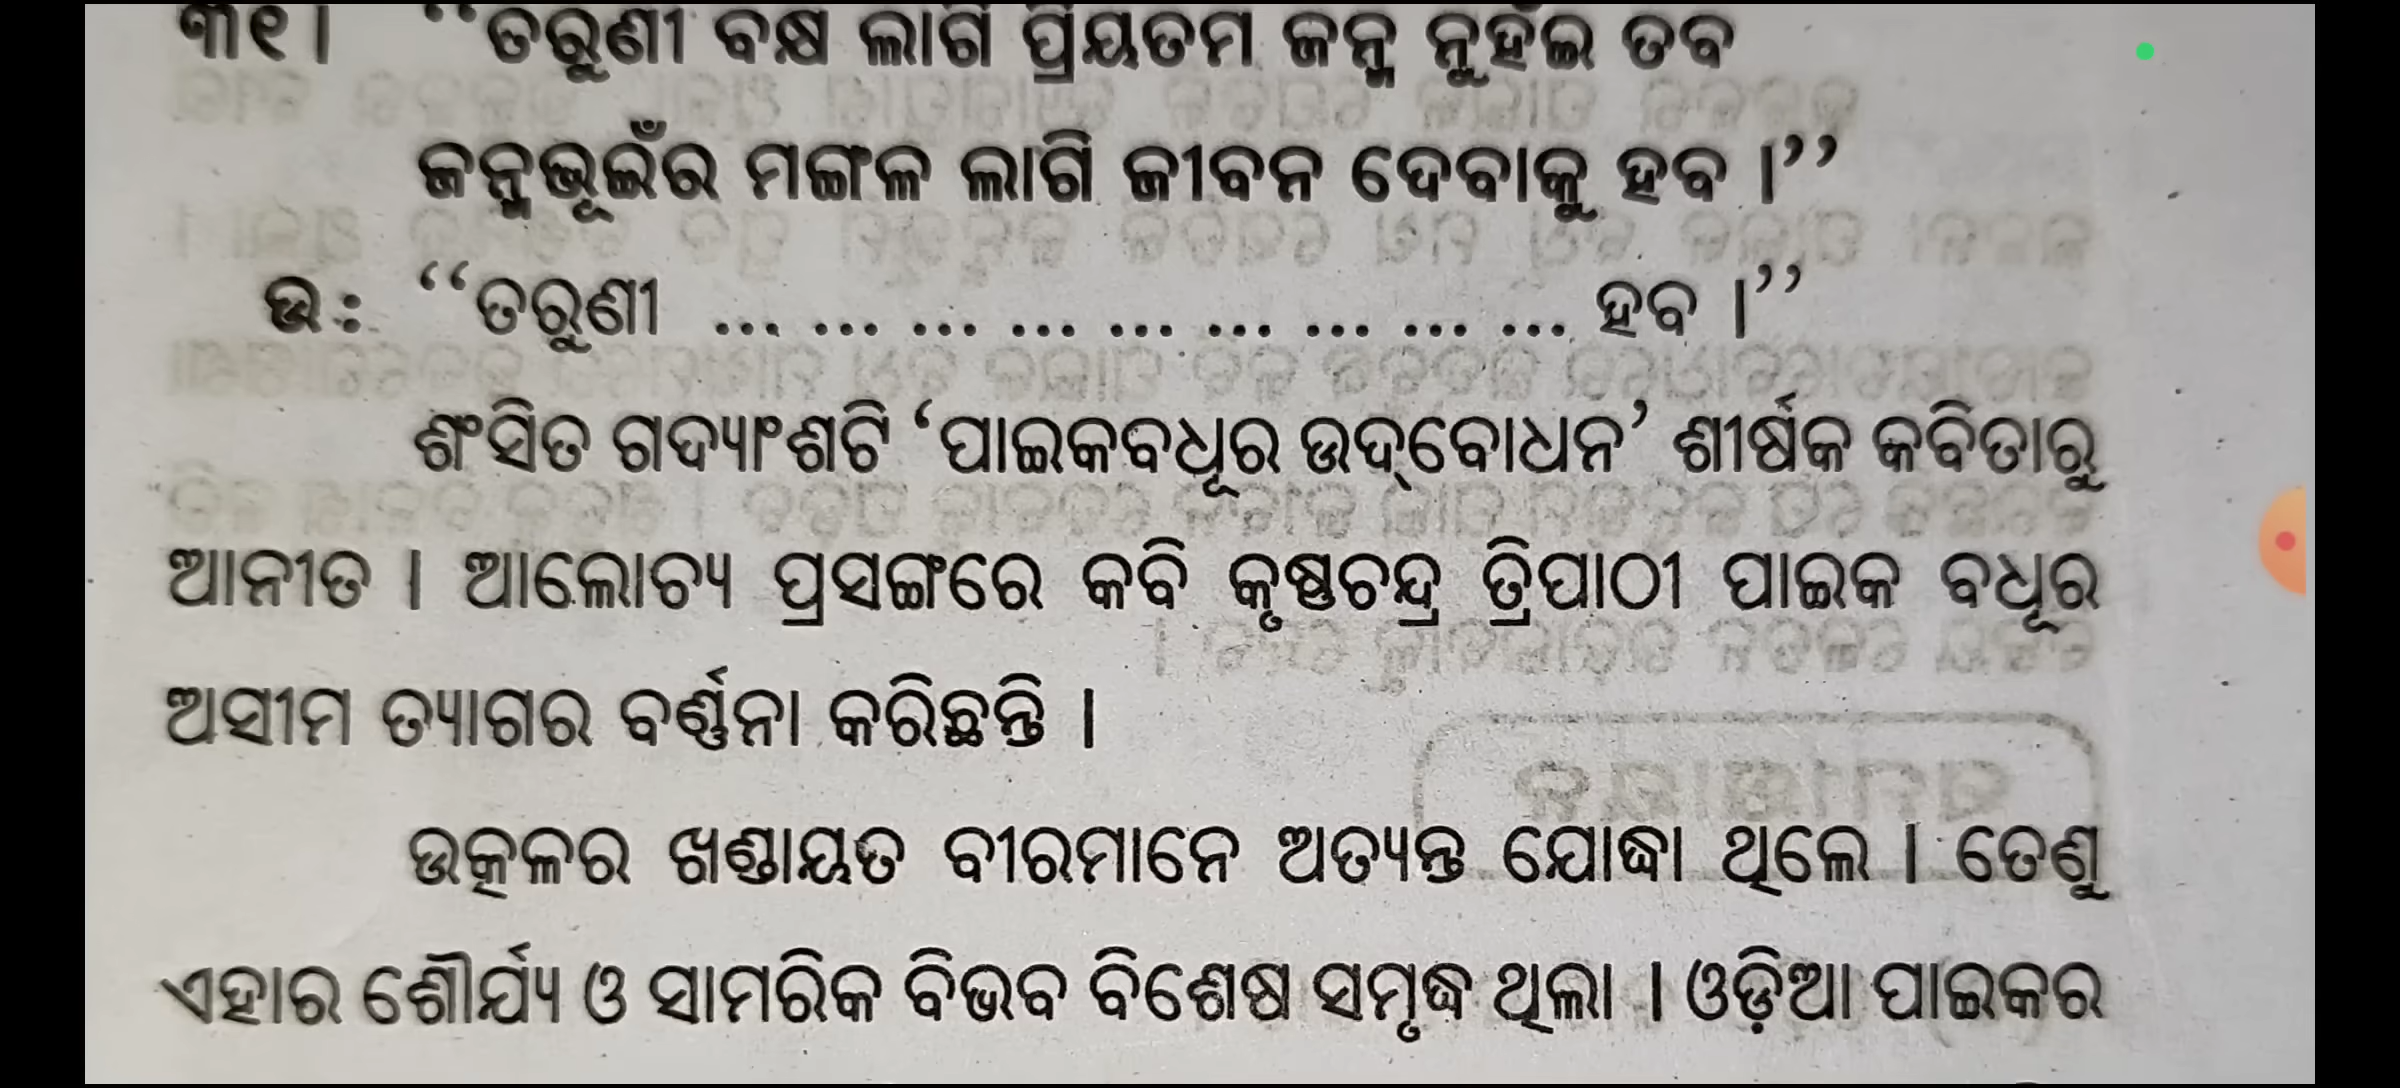 ୩୧। “ତରୁଣୀ ବକ୍ଷ ଲାଗି ପ୍ରିୟତମ ଜନ୍ମ ନୁହଁଇ ତବ
ଜନ୍ମଭୂଇଁର ମଙ୍ଗଳ ଲାଗି ଜୀବନ ଦେବାକୁ ହବ ।”
ଉ: “ତରୁଣୀ ... ... ... ... ... ... ... ... ... ହବ ।”
ଶଂସିତ ଗଦ୍ୟାଂଶଟି ‘ପାଇକବଧୂର ଉଦ୍‌ବୋଧନ’ ଶୀର୍ଷକ କବିତାରୁ
ଆନୀତ । ଆଲୋଚ୍ୟ ପ୍ରସଙ୍ଗରେ କବି କୃଷ୍ଣଚନ୍ଦ୍ର ତ୍ରିପାଠୀ ପାଇକ ବଧୂର
ଅସୀମ ତ୍ୟାଗର ବର୍ଣ୍ଣନା କରିଛନ୍ତି ।
ଉତ୍କଳର ଖଣ୍ଡାୟତ ବୀରମାନେ ଅତ୍ୟନ୍ତ ଯୋଦ୍ଧା ଥିଲେ । ତେଣୁ
ଏହାର ଶୌର୍ଯ୍ୟ ଓ ସାମରିକ ବିଭବ ବିଶେଷ ସମୃଦ୍ଧ ଥିଲା । ଓଡ଼ିଆ ପାଇକର